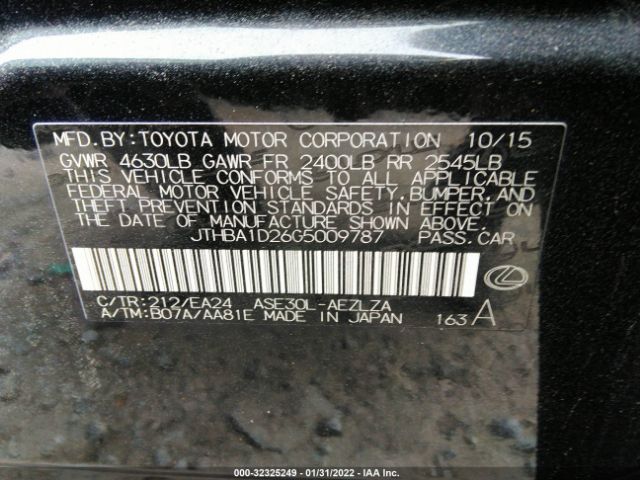 MFD.BY:TOYOTA MOTOR CORPORATION 10/15
GVWR 4630LB GAWR FR 2400LB RR 2545LB
THIS VEHICLE CONFORMS TO ALL APPLICABLE
FEDERAL MOTOR VEHICLE SAFETY,BUMPER,AND
THEFT PREVENTION STANDARDS IN EFFECT ON
THE DATE OF MANUFACTURE SHOWN ABOVE.
JTHBA1D26G5009787 PASS.CAR
C/TR:212/EA24 ASE30L-AEZLZA
A/TM:B07A/AA81E MADE IN JAPAN 163 A
000-32325249 - 01/31/2022 - IAA Inc.